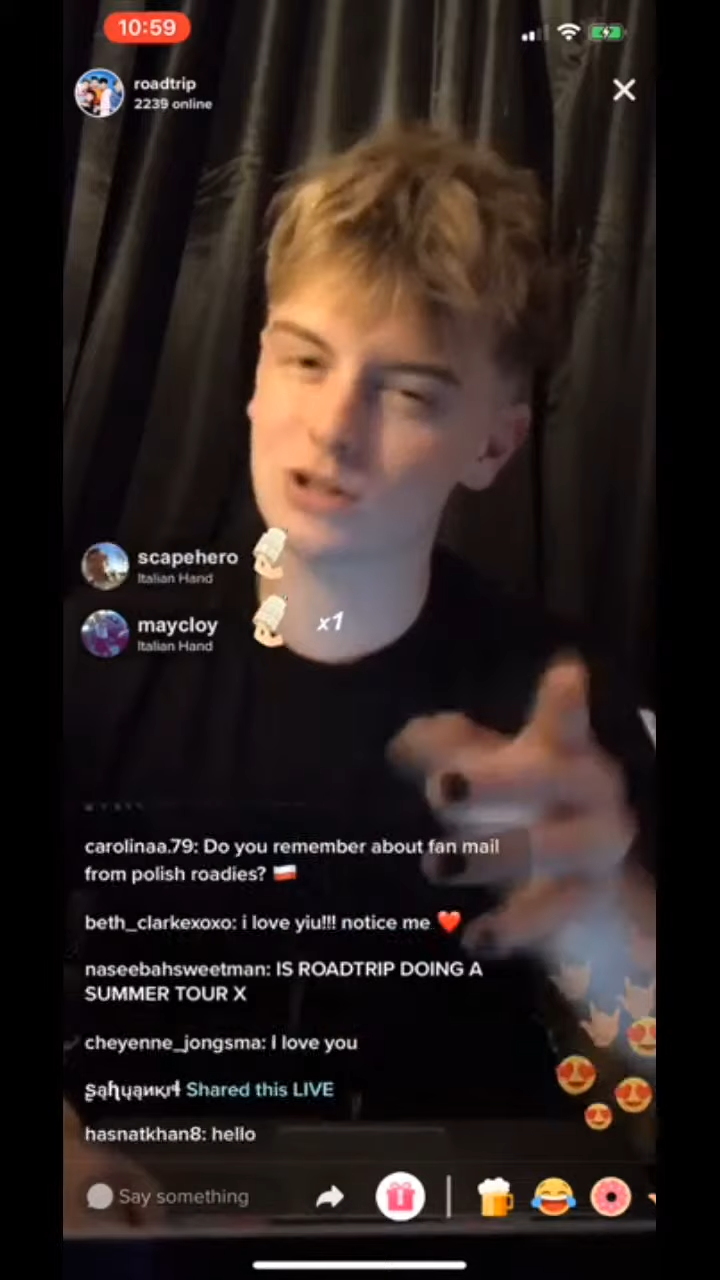 10:59
roadtrip
2239 online
scapehero
Italian Hand
maycloy
x1
Italian Hand
carolinaa.79: Do you remember about fan mail
from polish roadies? 🇵🇱
beth_clarkexoxo: i love yiu!!! notice me ❤️
naseebahsweetman: IS ROADTRIP DOING A
SUMMER TOUR X
cheyenne_jongsma: I love you
Shared this LIVE
hasnatkhan8: hello
Say something